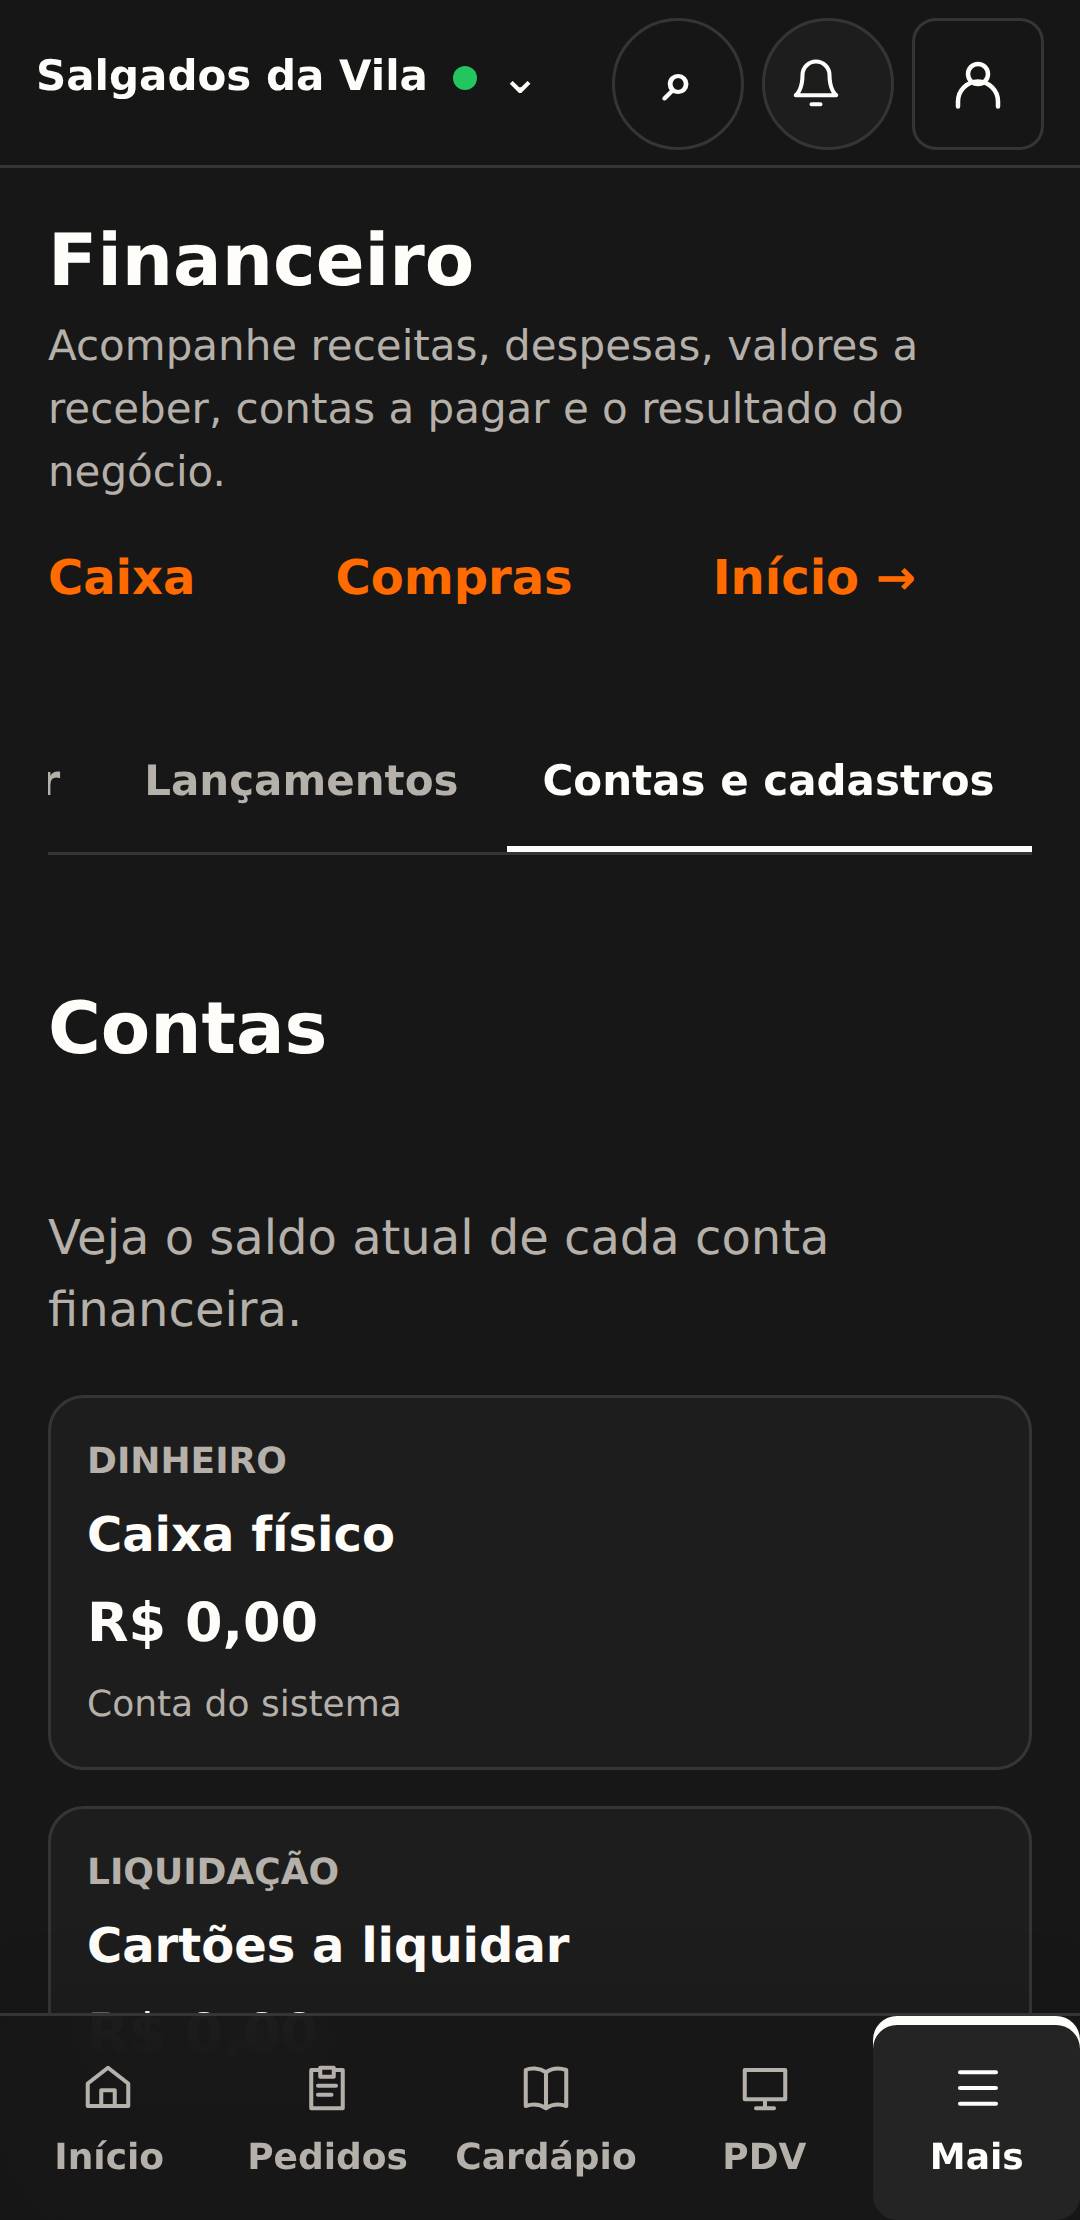 Salgados da Vila
Financeiro
Acompanhe receitas, despesas, valores a
receber, contas a pagar e o resultado do
negócio.
Caixa Compras Início →
r Lançamentos Contas e cadastros
Contas
Veja o saldo atual de cada conta
financeira.
DINHEIRO
Caixa físico
R$ 0,00
Conta do sistema
LIQUIDAÇÃO
Cartões a liquidar
R$ 0,00
Início Pedidos Cardápio PDV Mais